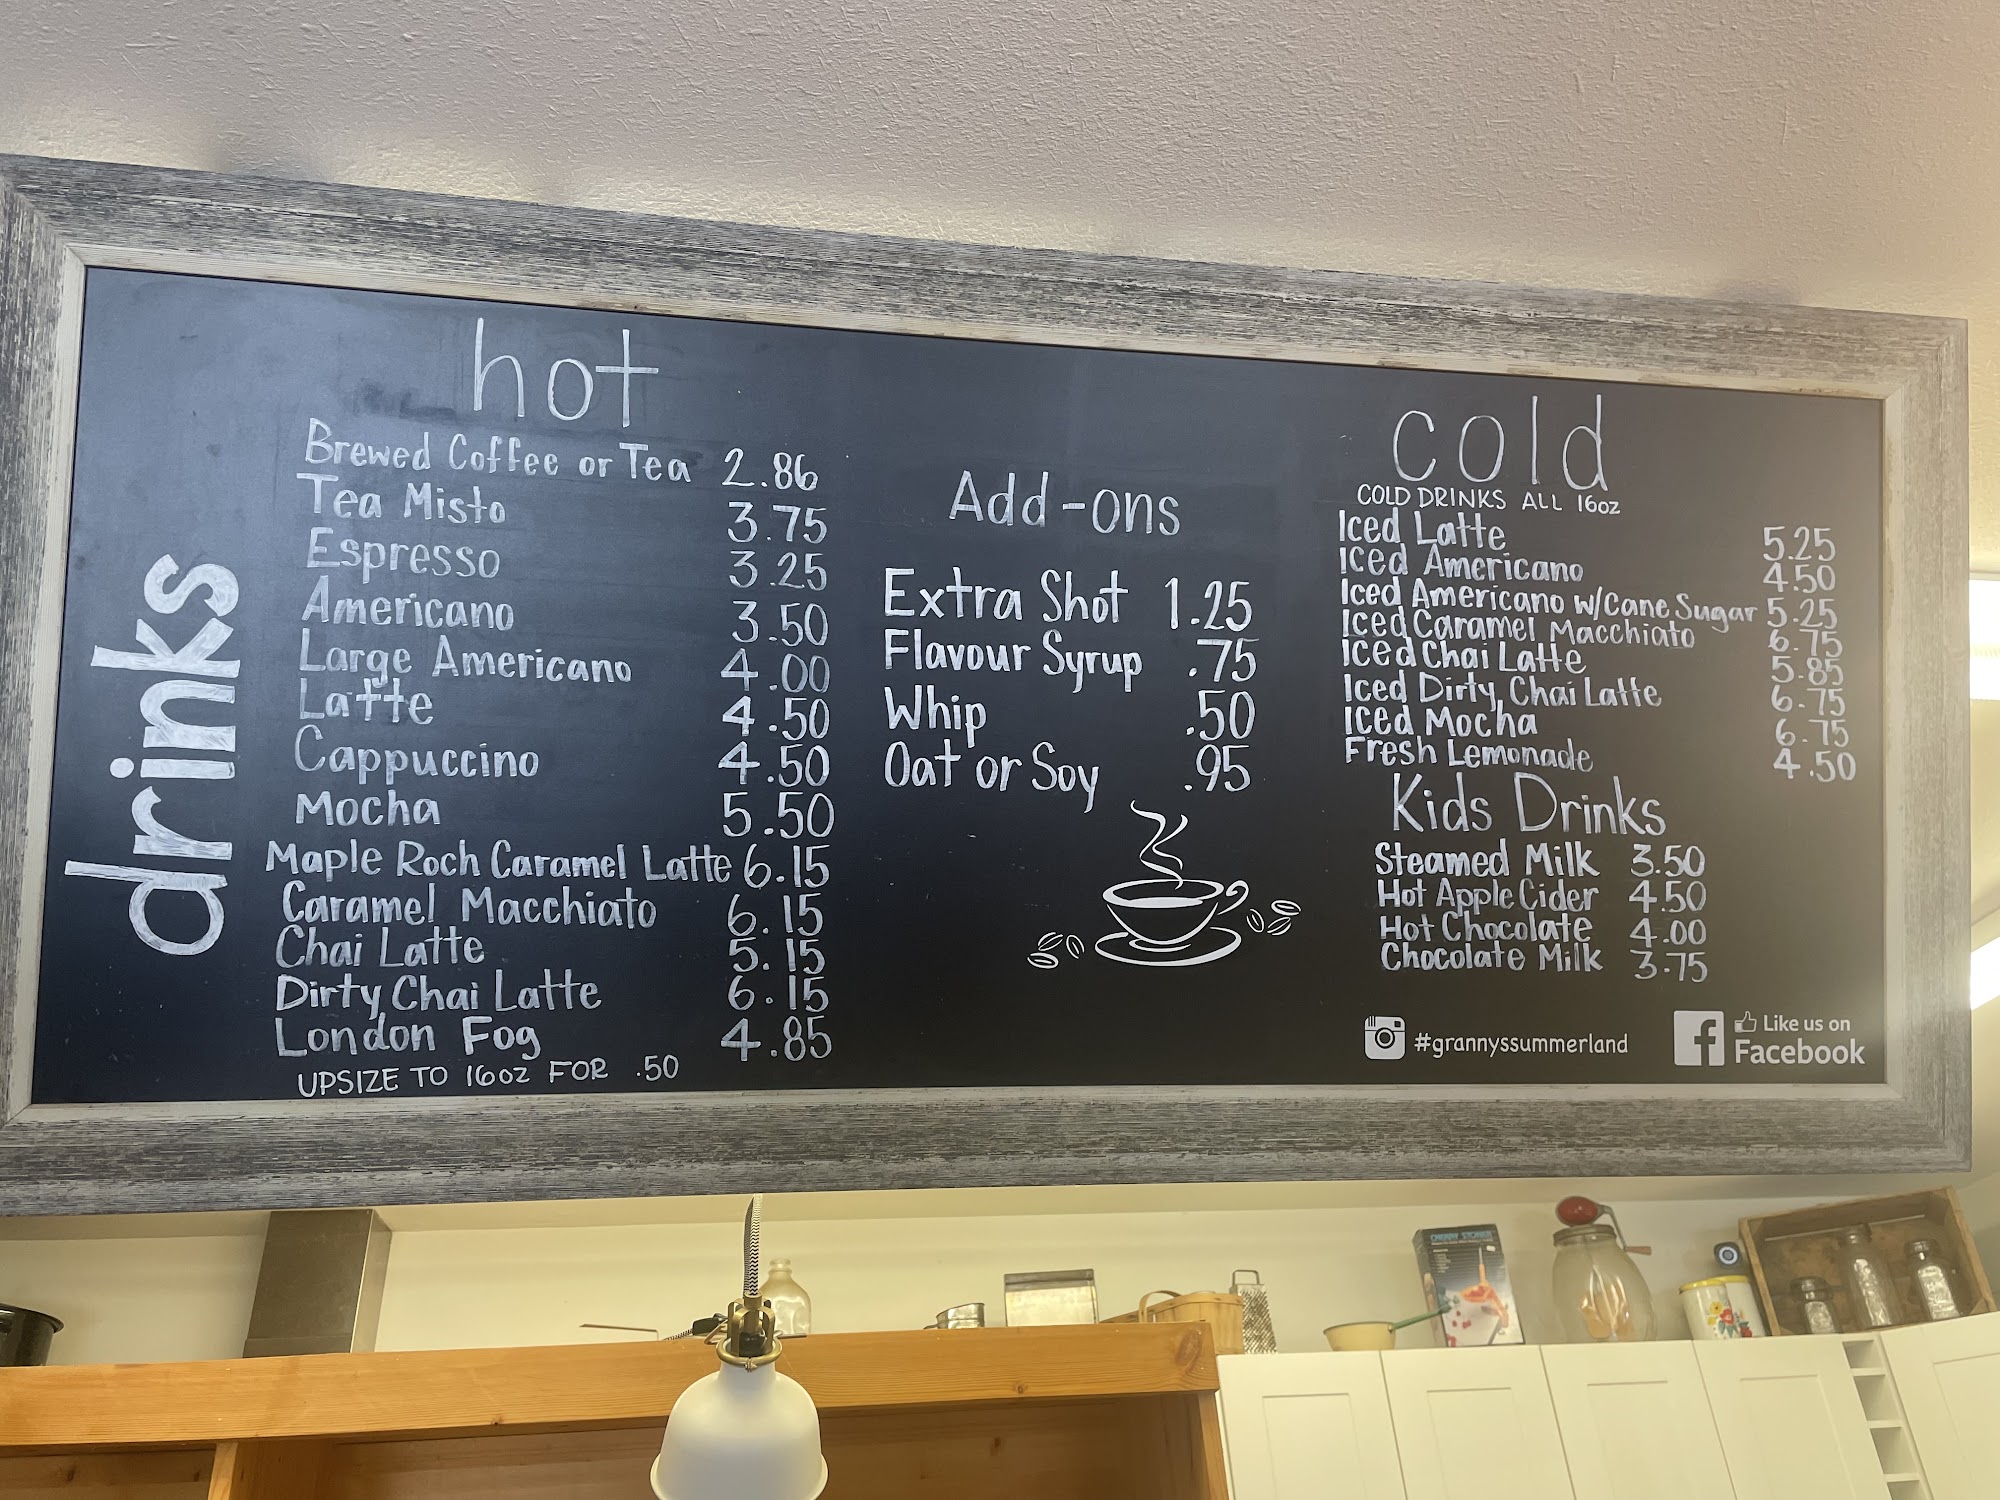 drinks
hot
Brewed Coffee or Tea 2.86
Tea Misto 3.75
Espresso 3.25
Americano 3.50
Large Americano 4.00
Latte 4.50
Cappuccino 4.50
Mocha 5.50
Maple Roch Caramel Latte 6.15
Caramel Macchiato 6.15
Chai Latte 5.15
Dirty Chai Latte 6.15
London Fog 4.85
UPSIZE TO 16oz FOR .50
Add-ons
Extra Shot 1.25
Flavour Syrup .75
Whip .50
Oat or Soy .95
cold
COLD DRINKS ALL 16oz
Iced Latte 5.25
Iced Americano 4.50
Iced Americano w/Cane Sugar 5.25
Iced Caramel Macchiato 6.75
Iced Chai Latte 5.85
Iced Dirty Chai Latte 6.75
Iced Mocha 6.75
Fresh Lemonade 4.50
Kids Drinks
Steamed Milk 3.50
Hot Apple Cider 4.50
Hot Chocolate 4.00
Chocolate Milk 3.75
#grannyssummerland
Like us on
Facebook
CHERRY STONER